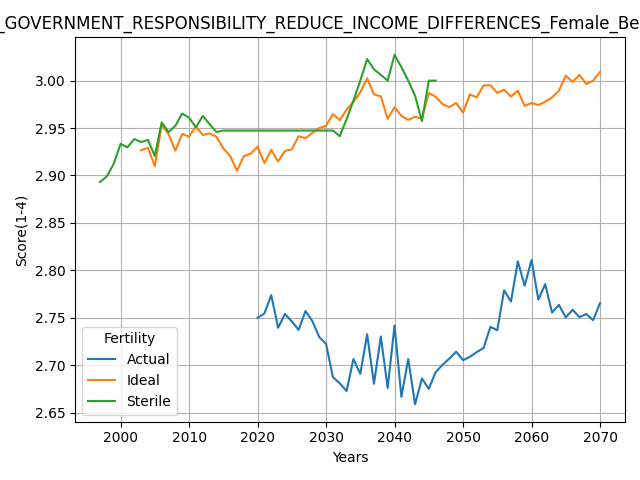 _GOVERNMENT_RESPONSIBILITY_REDUCE_INCOME_DIFFERENCES_Female_Be
Score(1-4)
3.00
2.95
2.90
2.85
2.80
2.75
2.70
2.65
Fertility
Actual
Ideal
Sterile
2000 2010 2020 2030 2040 2050 2060 2070
Years